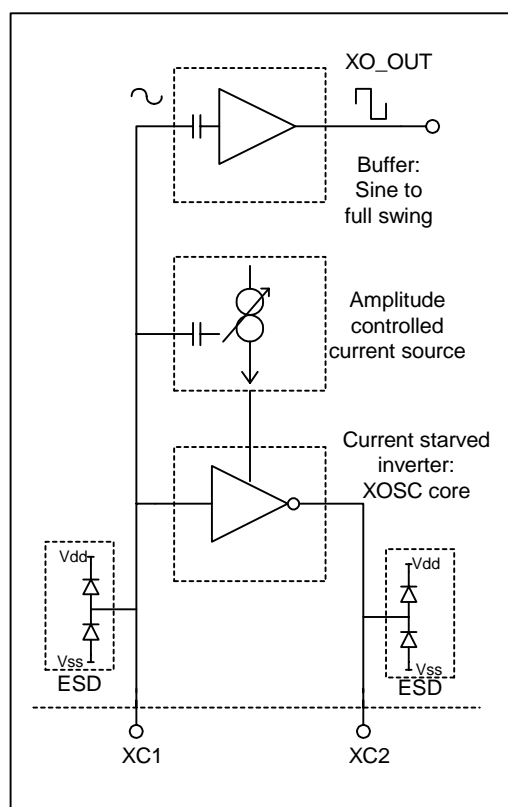 XO_OUT
Buffer:
Sine to
full swing
Amplitude
controlled
current source
Current starved
inverter:
XOSC core
Vdd
Vss
ESD
Vdd
Vss
ESD
XC1
XC2